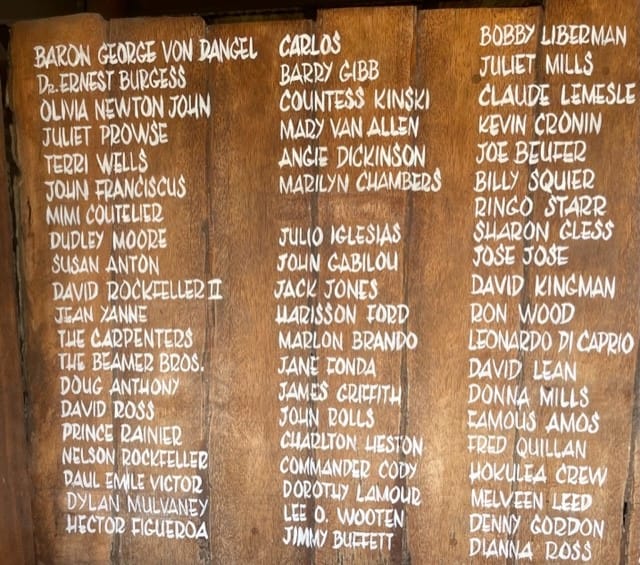 BARON GEORGE VON DANGEL
DR. ERNEST BURGESS
OLIVIA NEWTON JOHN
JULIET PROWSE
TERRI WELLS
JOHN FRANCISCUS
MIMI COUTELIER
DUDLEY MOORE
SUSAN ANTON
DAVID ROCKFELLER II
JEAN YANNE
THE CARPENTERS
THE BEAMER BROS.
DOUG ANTHONY
DAVID ROSS
PRINCE RAINIER
NELSON ROCKFELLER
PAUL EMILE VICTOR
DYLAN MULVANEY
HECTOR FIGUEROA
CARLOS
BARRY GIBB
COUNTESS KINSKI
MARY VAN ALLEN
ANGIE DICKINSON
MARILYN CHAMBERS
JULIO IGLESIAS
JOHN GABILOU
JACK JONES
HARISSON FORD
MARLON BRANDO
JANE FONDA
JAMES GRIFFITH
JOHN ROLLS
CHARLTON HESTON
COMMANDER CODY
DOROTHY LAMOUR
LEE O. WOOTEN
JIMMY BUFFETT
BOBBY LIBERMAN
JULIET MILLS
CLAUDE LEMESLE
KEVIN CRONIN
JOE BEUFER
BILLY SQUIER
RINGO STARR
SHARON GLESS
JOSE JOSE
DAVID KINGMAN
RON WOOD
LEONARDO DI CAPRIO
DAVID LEAN
DONNA MILLS
FAMOUS AMOS
FRED QUILLAN
HOKULEA CREW
MELVEEN LEED
DENNY GORDON
DIANNA ROSS